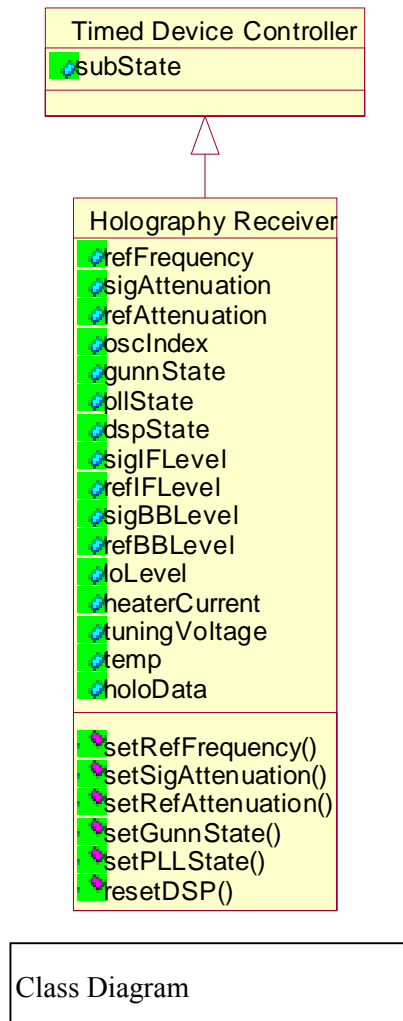 Timed Device Controller
subState
Holography Receiver
refFrequency
sigAttenuation
refAttenuation
oscIndex
gunnState
pllState
dspState
sigIFLevel
refIFLevel
sigBBLevel
refBBLevel
loLevel
heaterCurrent
tuningVoltage
temp
holoData
setRefFrequency()
setSigAttenuation()
setRefAttenuation()
setGunnState()
setPLLState()
resetDSP()
Class Diagram